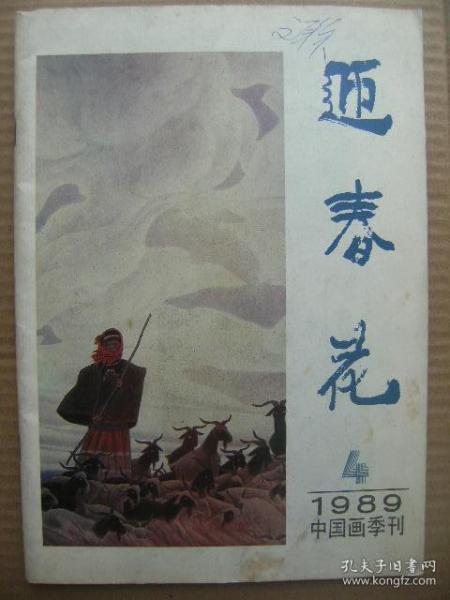 迎
春
花
4
1989
中国画季刊
孔夫子旧书网
www.kongfz.com